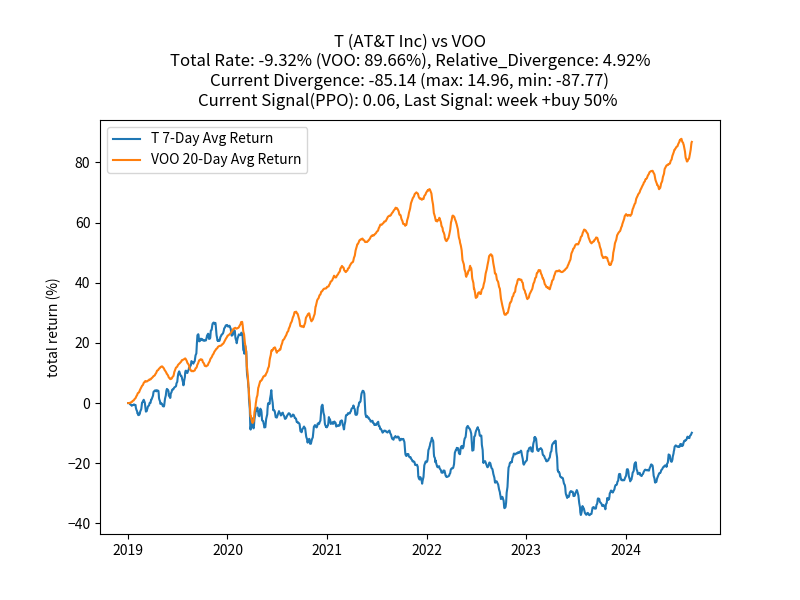 T (AT&T Inc) vs VOO
Total Rate: -9.32% (VOO: 89.66%), Relative_Divergence: 4.92%
Current Divergence: -85.14 (max: 14.96, min: -87.77)
Current Signal(PPO): 0.06, Last Signal: week +buy 50%
T 7-Day Avg Return
VOO 20-Day Avg Return
total return (%)
80
60
40
20
0
−20
−40
2019
2020
2021
2022
2023
2024